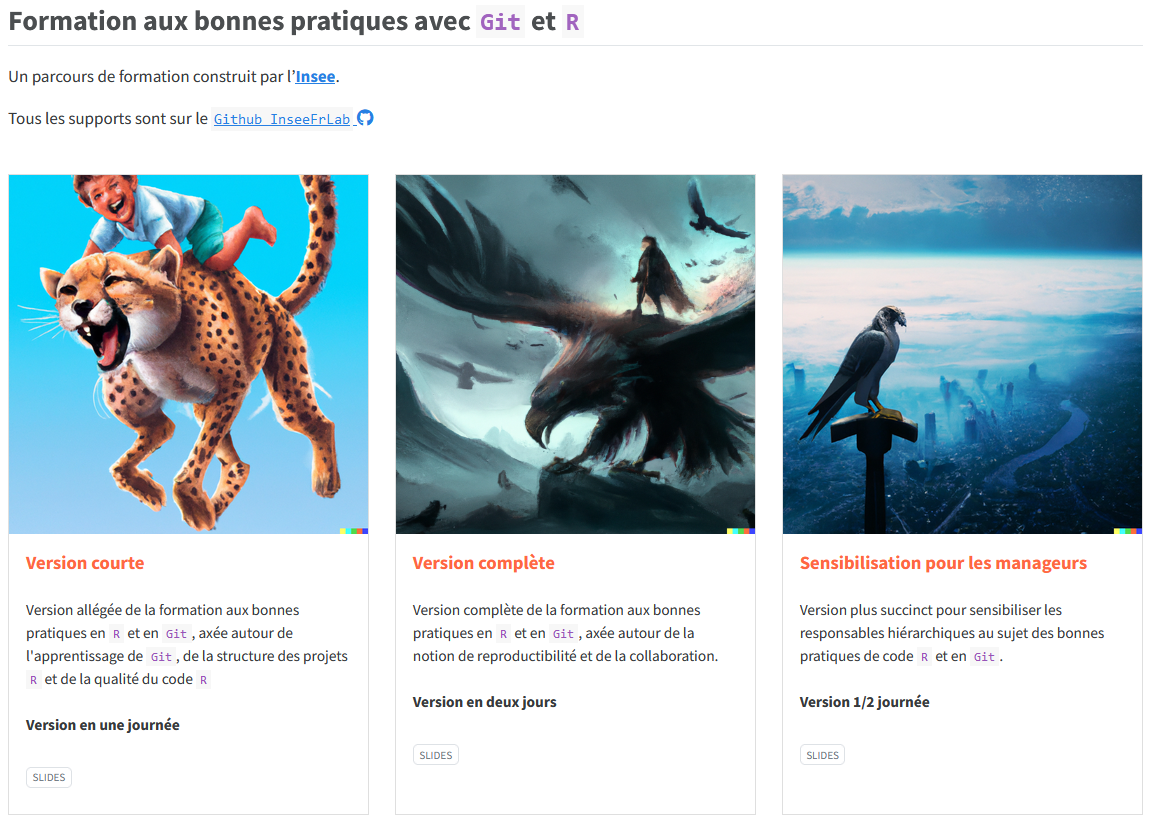 Formation aux bonnes pratiques avec Git et R
Un parcours de formation construit par l'Insee.
Tous les supports sont sur le Github InseeFrLab
Version courte
Version allégée de la formation aux bonnes
pratiques en R et en Git , axée autour de
l'apprentissage de Git , de la structure des projets
R et de la qualité du code R
Version en une journée
SLIDES
Version complète
Version complète de la formation aux bonnes
pratiques en R et en Git , axée autour de la
notion de reproductibilité et de la collaboration.
Version en deux jours
SLIDES
Sensibilisation pour les manageurs
Version plus succinct pour sensibiliser les
responsables hiérarchiques au sujet des bonnes
pratiques de code R et en Git .
Version 1/2 journée
SLIDES